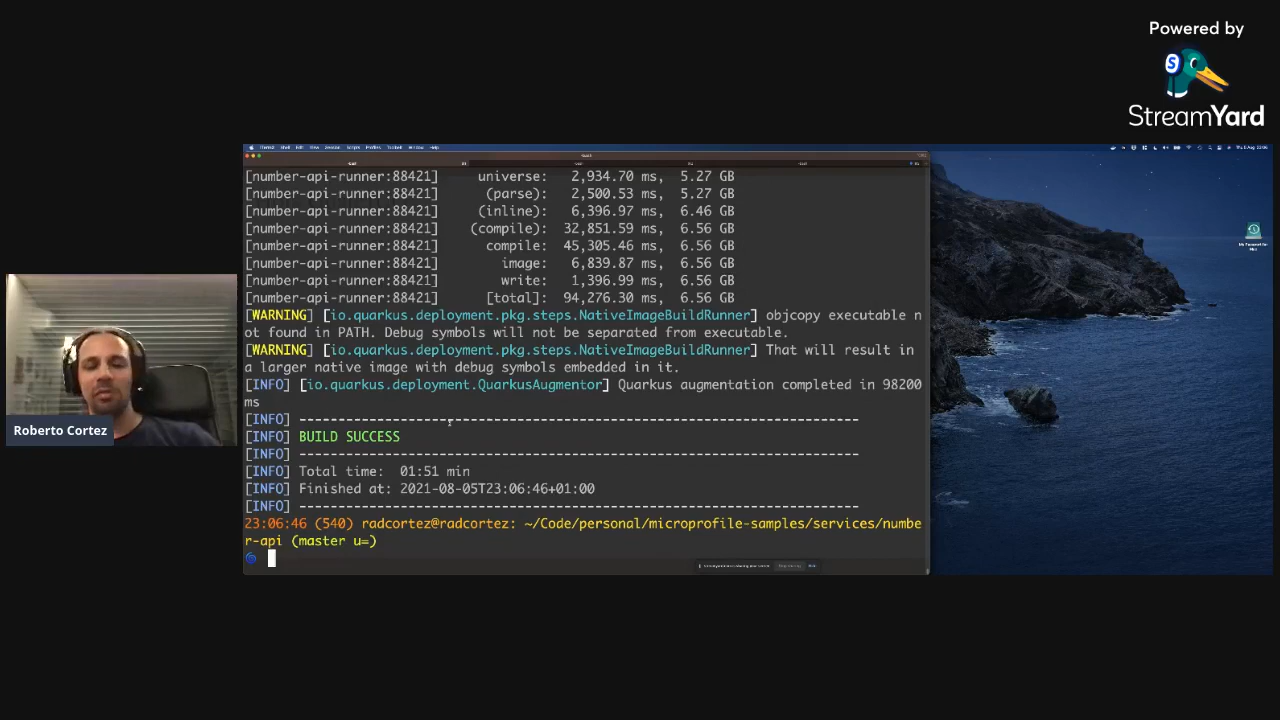 Powered by
StreamYard
[number-api-runner:88421] universe: 2,934.70 ms, 5.27 GB
[number-api-runner:88421] (parse): 2,500.53 ms, 5.27 GB
[number-api-runner:88421] (inline): 6,396.97 ms, 6.46 GB
[number-api-runner:88421] (compile): 32,851.59 ms, 6.56 GB
[number-api-runner:88421] compile: 45,305.46 ms, 6.56 GB
[number-api-runner:88421] image: 6,839.87 ms, 6.56 GB
[number-api-runner:88421] write: 1,396.99 ms, 6.56 GB
[number-api-runner:88421] [total]: 94,276.30 ms, 6.56 GB
[WARNING] [io.quarkus.deployment.pkg.steps.NativeImageBuildRunner] objcopy executable n
ot found in PATH. Debug symbols will not be separated from executable.
[WARNING] [io.quarkus.deployment.pkg.steps.NativeImageBuildRunner] That will result in
a larger native image with debug symbols embedded in it.
[INFO] [io.quarkus.deployment.QuarkusAugmentor] Quarkus augmentation completed in 98200
ms
[INFO] --------------------------------------------------------------
[INFO] BUILD SUCCESS
[INFO] --------------------------------------------------------------
[INFO] Total time: 01:51 min
[INFO] Finished at: 2021-08-05T23:06:46+01:00
[INFO] --------------------------------------------------------------
23:06:46 (540) radcortez@radcortez: ~/Code/personal/microprofile-samples/services/numbe
r-api (master u=)
Roberto Cortez